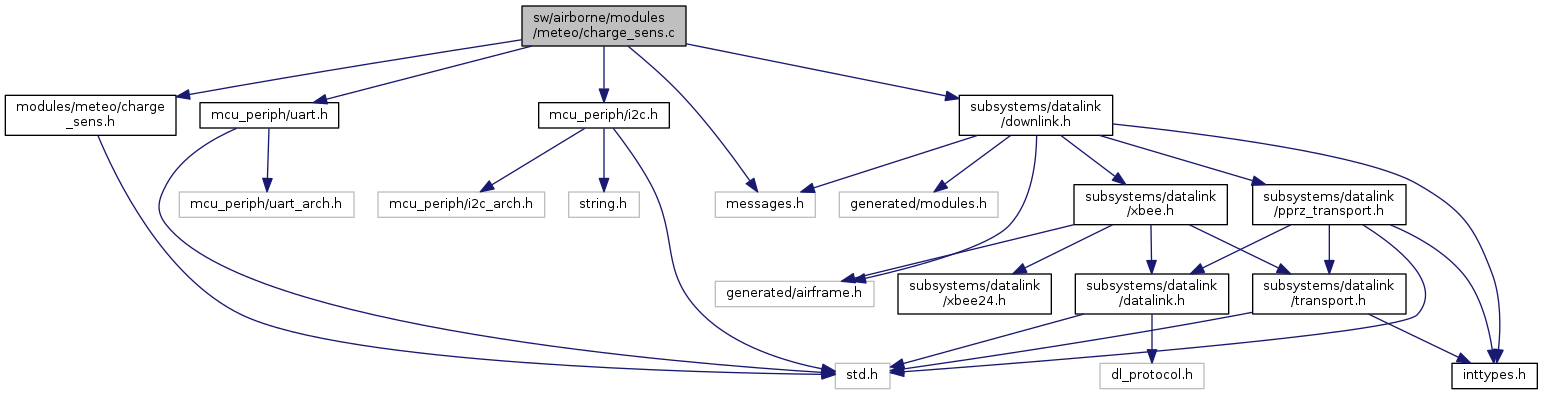 sw/airborne/modules
/meteo/charge_sens.c
modules/meteo/charge
_sens.h
mcu_periph/uart.h
mcu_periph/i2c.h
subsystems/datalink
/downlink.h
mcu_periph/uart_arch.h
mcu_periph/i2c_arch.h
string.h
messages.h
generated/modules.h
subsystems/datalink
/xbee.h
subsystems/datalink
/pprz_transport.h
generated/airframe.h
subsystems/datalink
/xbee24.h
subsystems/datalink
/datalink.h
subsystems/datalink
/transport.h
std.h
dl_protocol.h
inttypes.h